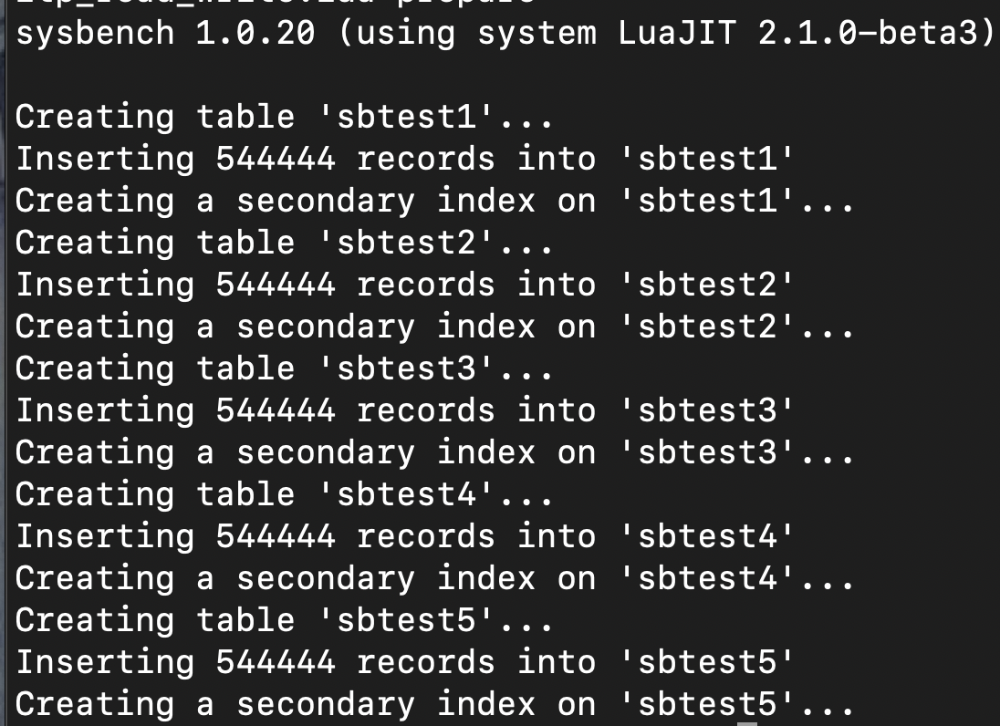 prepare
sysbench 1.0.20 (using system LuaJIT 2.1.0-beta3)
Creating table 'sbtest1'...
Inserting 544444 records into 'sbtest1'
Creating a secondary index on 'sbtest1'...
Creating table 'sbtest2'...
Inserting 544444 records into 'sbtest2'
Creating a secondary index on 'sbtest2'...
Creating table 'sbtest3'...
Inserting 544444 records into 'sbtest3'
Creating a secondary index on 'sbtest3'...
Creating table 'sbtest4'...
Inserting 544444 records into 'sbtest4'
Creating a secondary index on 'sbtest4'...
Creating table 'sbtest5'...
Inserting 544444 records into 'sbtest5'
Creating a secondary index on 'sbtest5'...